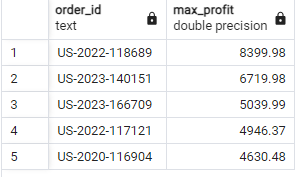 order_id max_profit
text double precision
1 US-2022-118689 8399.98
2 US-2023-140151 6719.98
3 US-2023-166709 5039.99
4 US-2022-117121 4946.37
5 US-2020-116904 4630.48